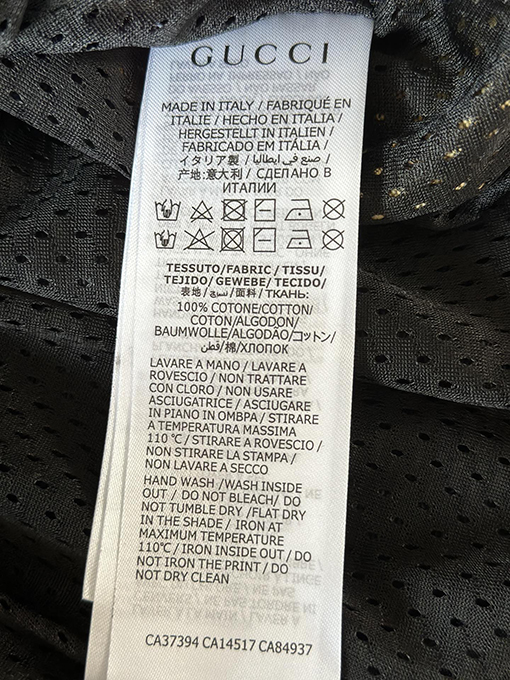 GUCCI
MADE IN ITALY / FABRIQUÉ EN
ITALIE / HECHO EN ITALIA /
HERGESTELLT IN ITALIEN /
FABRICADO EM ITÁLIA /
イタリア製 / صنع في ايطاليا /
产地:意大利 / СДЕЛАНО В
ИТАЛИИ
TESSUTO/FABRIC / TISSU/
TEJIDO/ GEWEBE/ TECIDO/
表地/نسيج/面料/ТКАНЬ:
100% COTONE/COTTON/
COTON/ALGODON/
BAUMWOLLE/ALGODÃO/コットン/
قطن/棉/ХЛОПОК
LAVARE A MANO / LAVARE A
ROVESCIO / NON TRATTARE
CON CLORO / NON USARE
ASCIUGATRICE / ASCIUGARE
IN PIANO IN OMBPA / STIRARE
A TEMPERATURA MASSIMA
110 ℃ / STIRARE A ROVESCIO /
NON STIRARE LA STAMPA /
NON LAVARE A SECCO
HAND WASH /WASH INSIDE
OUT / DO NOT BLEACH/ DO
NOT TUMBLE DRY /FLAT DRY
IN THE SHADE / IRON AT
MAXIMUM TEMPERATURE
110℃ / IRON INSIDE OUT / DO
NOT IRON THE PRINT / DO
NOT DRY CLEAN
CA37394 CA14517 CA84937